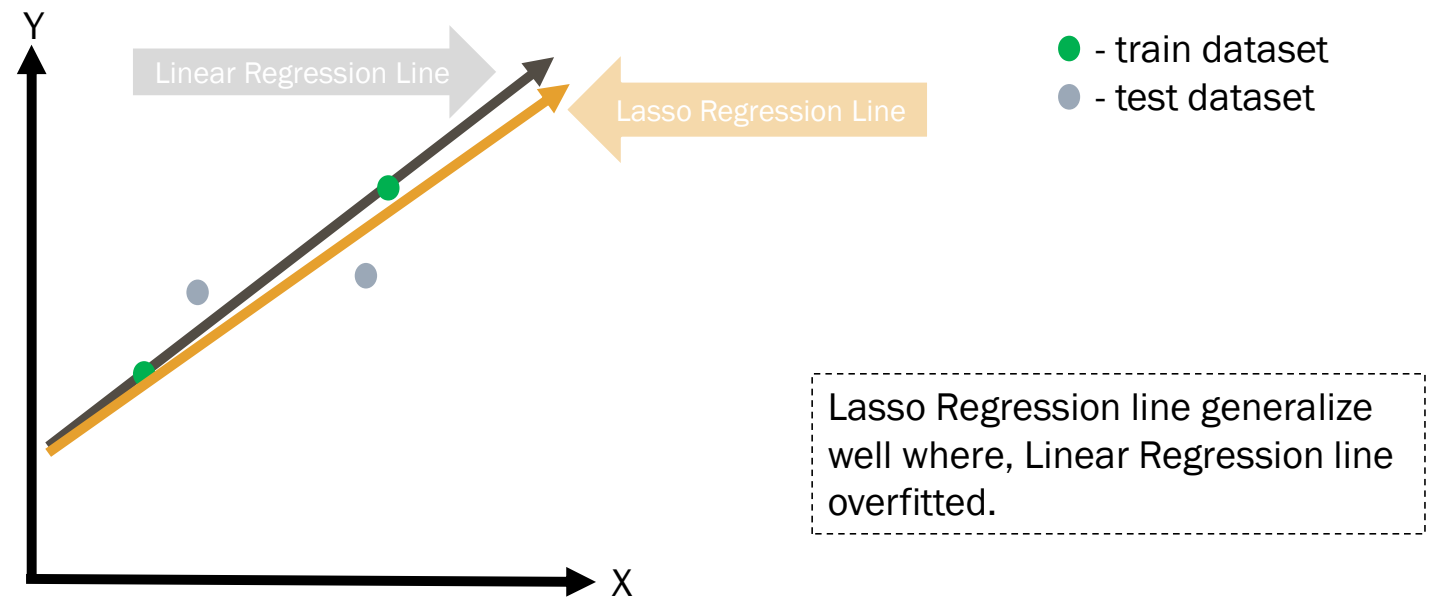 Y
Linear Regression Line
Lasso Regression Line
- train dataset
- test dataset
Lasso Regression line generalize
well where, Linear Regression line
overfitted.
X